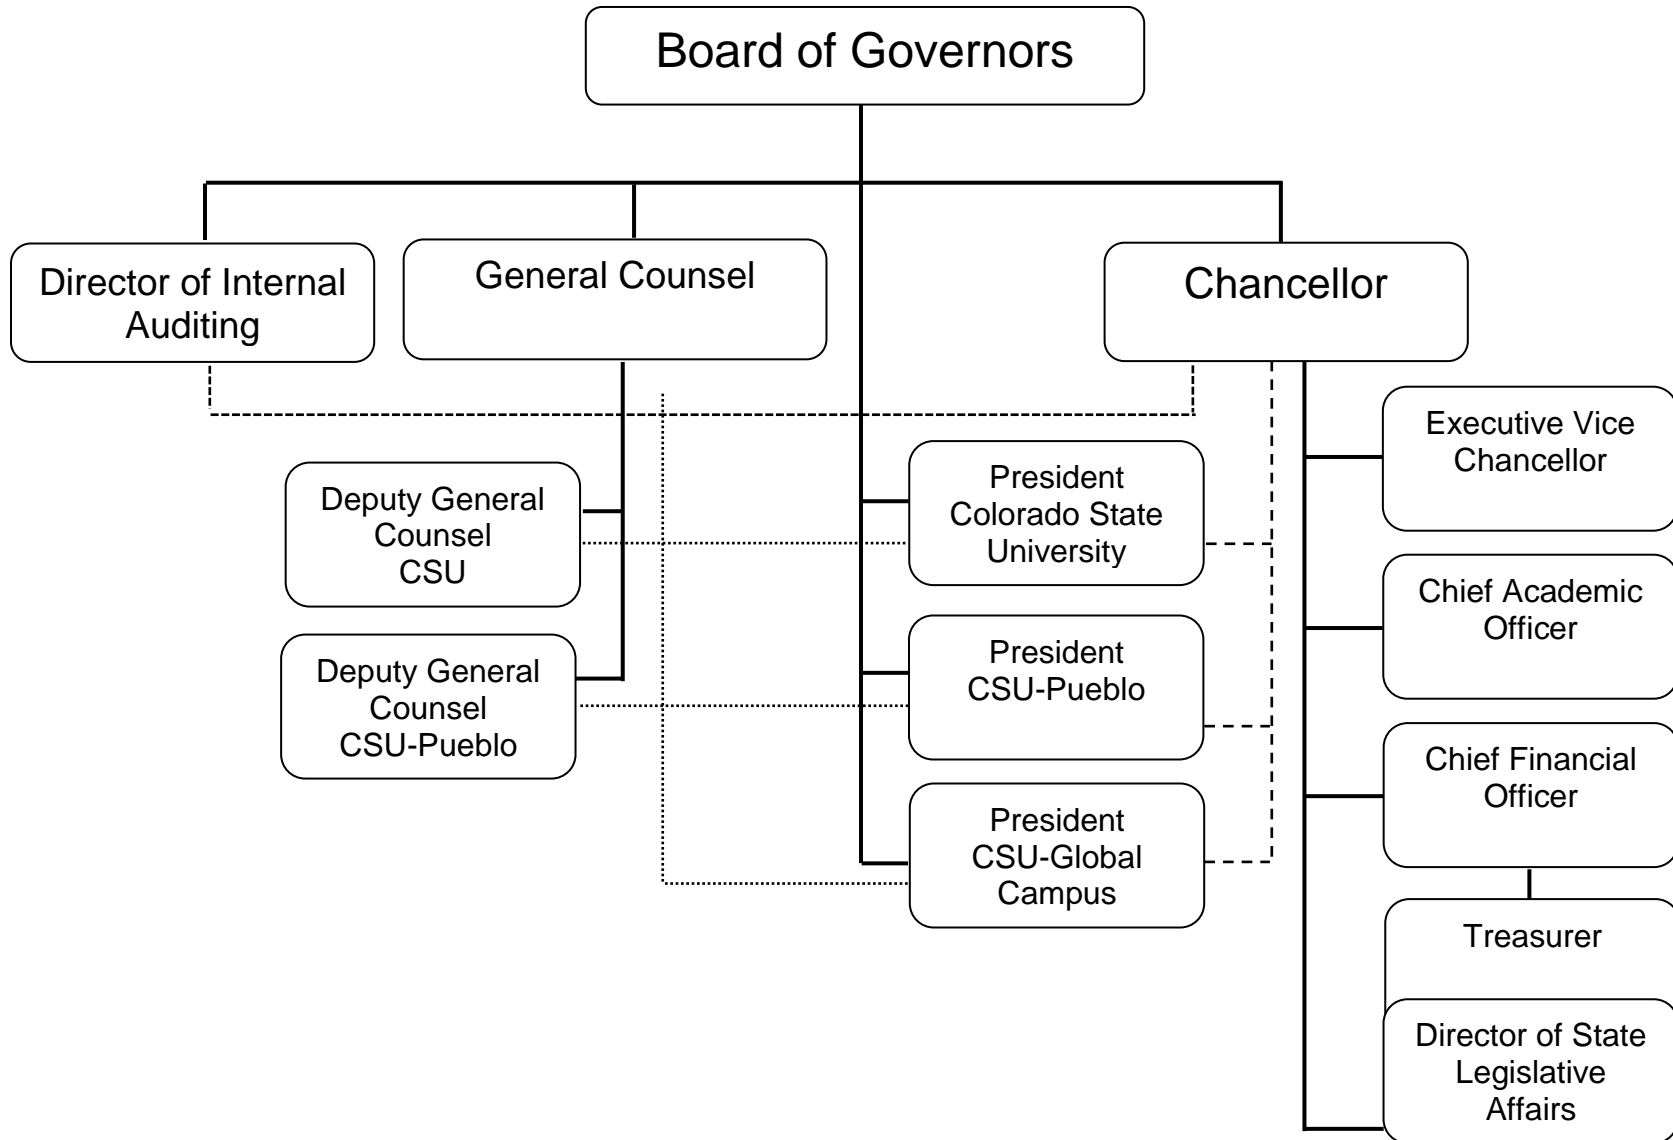 Board of Governors
Director of Internal
Auditing
General Counsel
Chancellor
Deputy General
Counsel
CSU
Deputy General
Counsel
CSU-Pueblo
President
Colorado State
University
President
CSU-Pueblo
President
CSU-Global
Campus
Executive Vice
Chancellor
Chief Academic
Officer
Chief Financial
Officer
Treasurer
Director of State
Legislative
Affairs